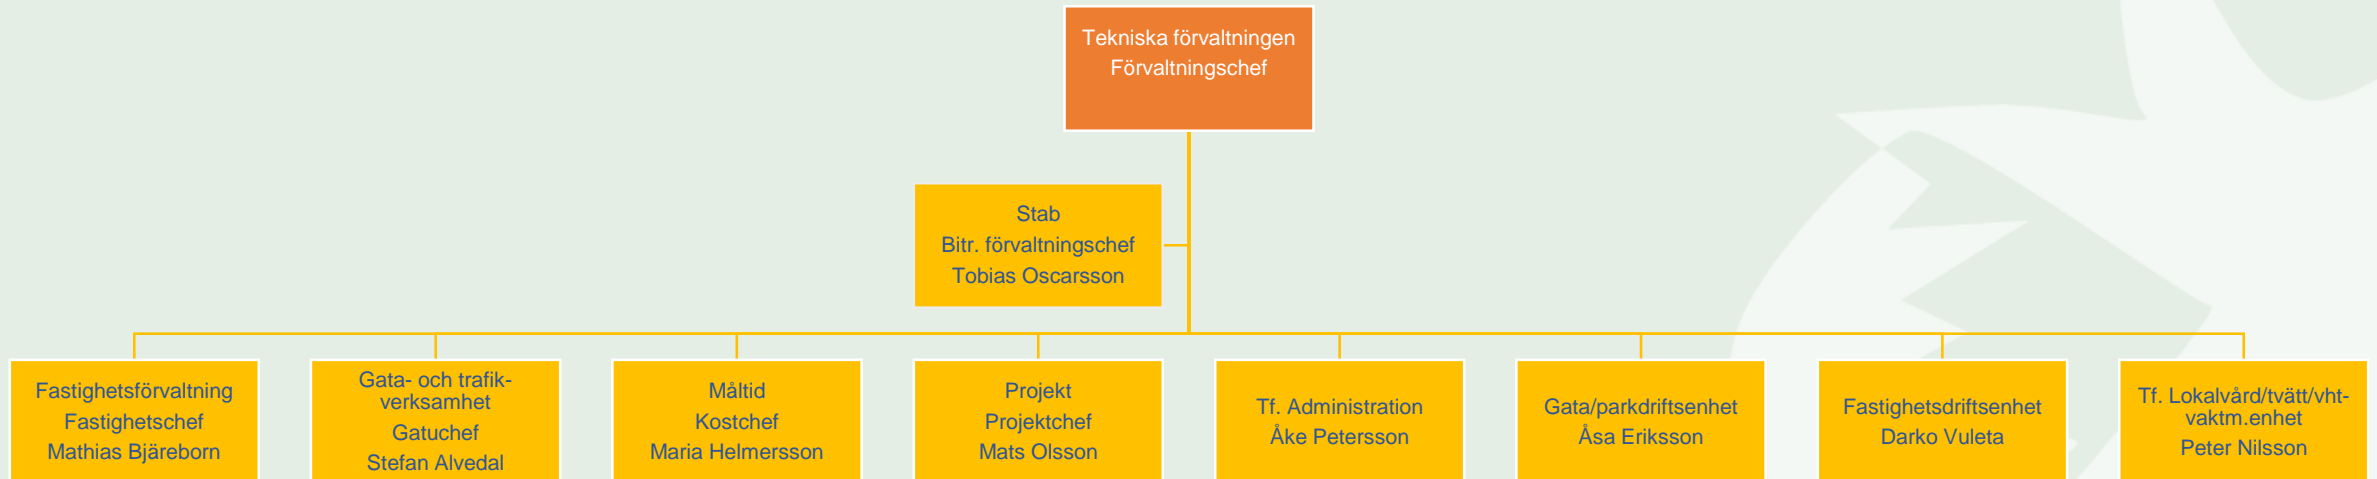 Tekniska förvaltningen
Förvaltningschef
Stab
Bitr. förvaltningschef
Tobias Oscarsson
Fastighetsförvaltning
Fastighetschef
Mathias Bjäreborn
Gata- och trafik-
verksamhet
Gatuchef
Stefan Alvedal
Måltid
Kostchef
Maria Helmersson
Projekt
Projektchef
Mats Olsson
Tf. Administration
Åke Petersson
Gata/parkdriftsenhet
Åsa Eriksson
Fastighetsdriftsenhet
Darko Vuleta
Tf. Lokalvård/tvätt/vht-
vaktm.enhet
Peter Nilsson